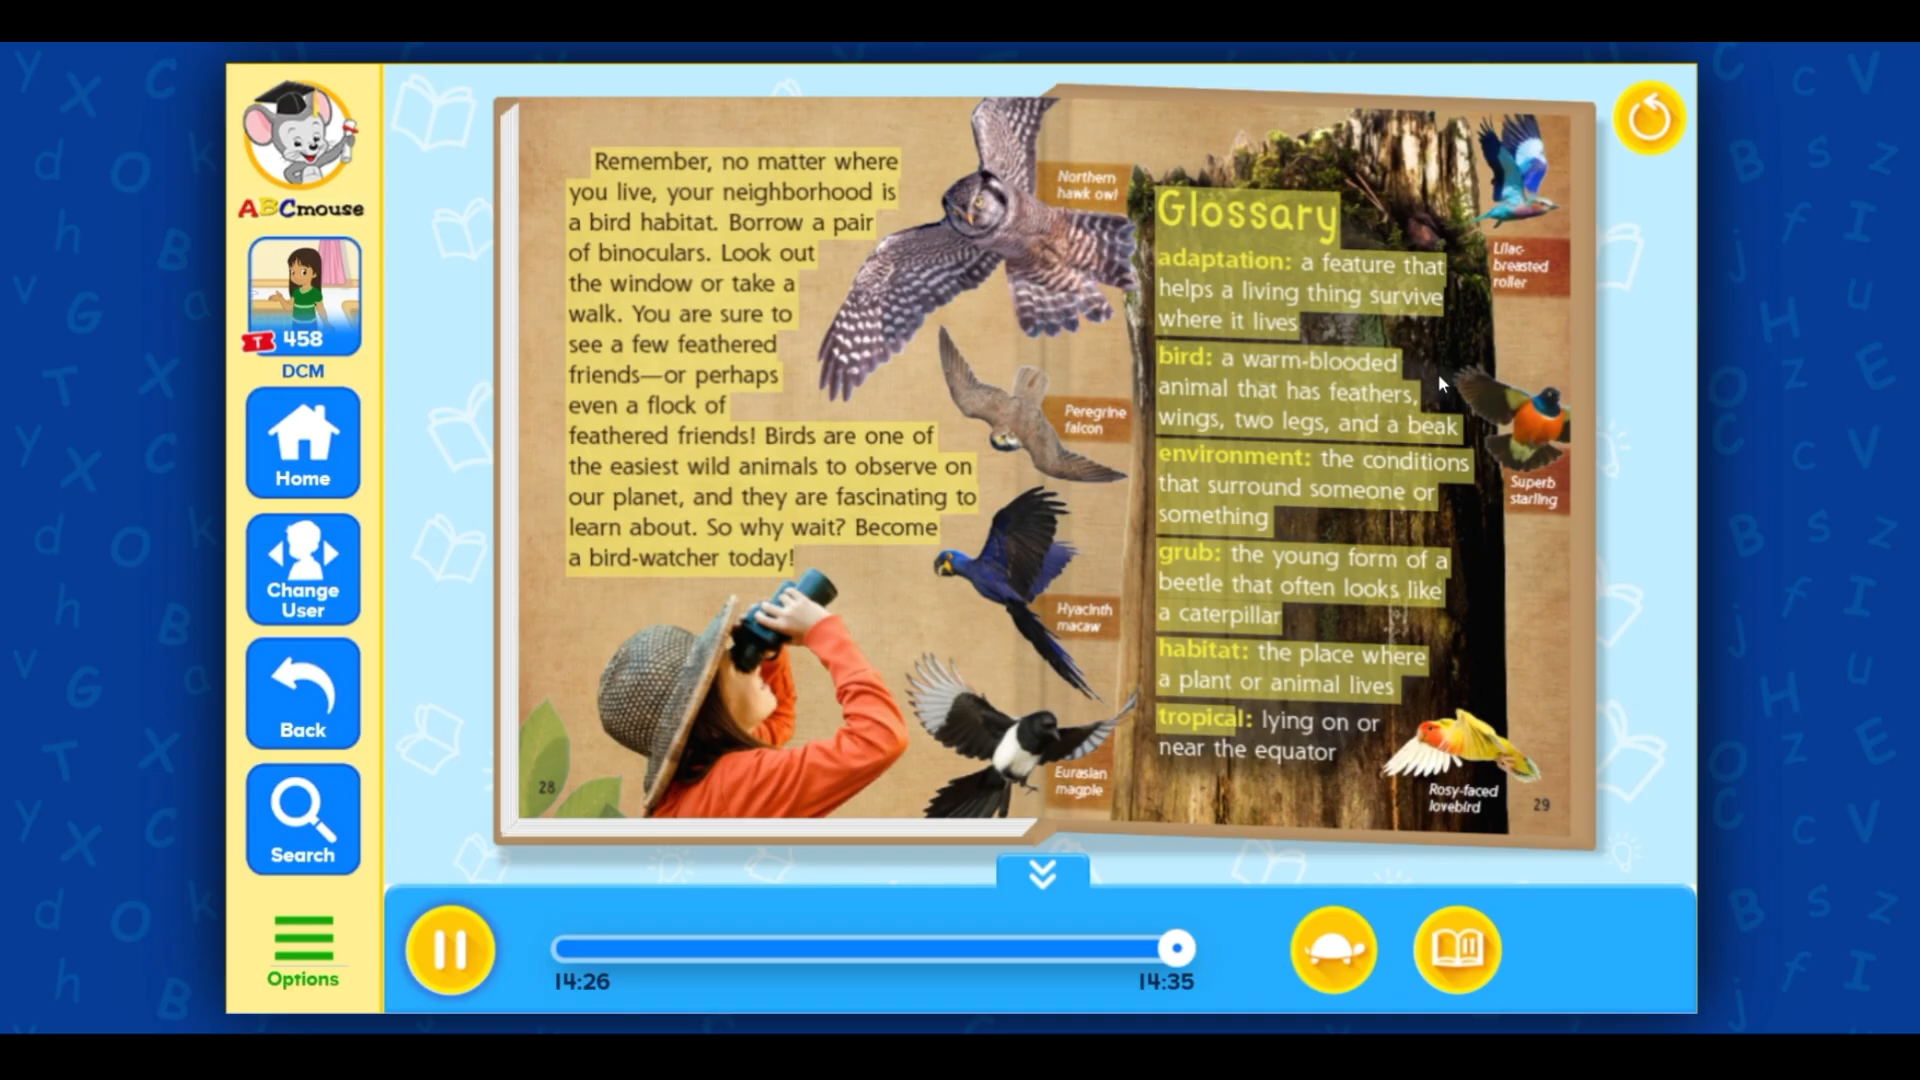 ABCmouse
T 458
DCM
Home
Change
User
Back
Search
Options
Remember, no matter where
you live, your neighborhood is
a bird habitat. Borrow a pair
of binoculars. Look out
the window or take a
walk. You are sure to
see a few feathered
friends—or perhaps
even a flock of
feathered friends! Birds are one of
the easiest wild animals to observe on
our planet, and they are fascinating to
learn about. So why wait? Become
a bird-watcher today!
28
Northern
hawk owl
Peregrine
falcon
Hyacinth
macaw
Eurasian
magpie
Glossary
adaptation: a feature that
helps a living thing survive
where it lives
bird: a warm-blooded
animal that has feathers,
wings, two legs, and a beak
environment: the conditions
that surround someone or
something
grub: the young form of a
beetle that often looks like
a caterpillar
habitat: the place where
a plant or animal lives
tropical: lying on or
near the equator
Lilac-
breasted
roller
Superb
starling
Rosy-faced
lovebird
29
14:26
14:35